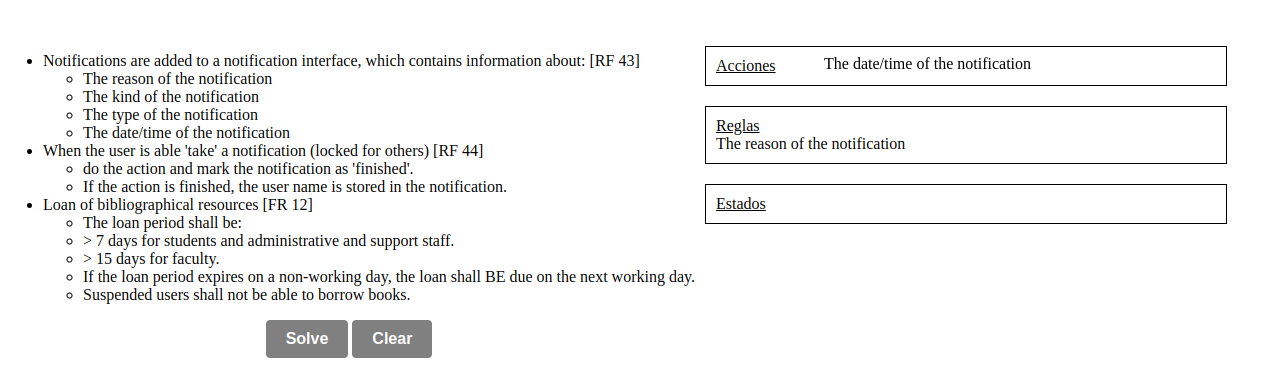 Notifications are added to a notification interface, which contains information about: [RF 43]
The reason of the notification
The kind of the notification
The type of the notification
The date/time of the notification
When the user is able 'take' a notification (locked for others) [RF 44]
do the action and mark the notification as 'finished'.
If the action is finished, the user name is stored in the notification.
Loan of bibliographical resources [FR 12]
The loan period shall be:
> 7 days for students and administrative and support staff.
> 15 days for faculty.
If the loan period expires on a non-working day, the loan shall BE due on the next working day.
Suspended users shall not be able to borrow books.
Solve Clear
Acciones The date/time of the notification
Reglas
The reason of the notification
Estados